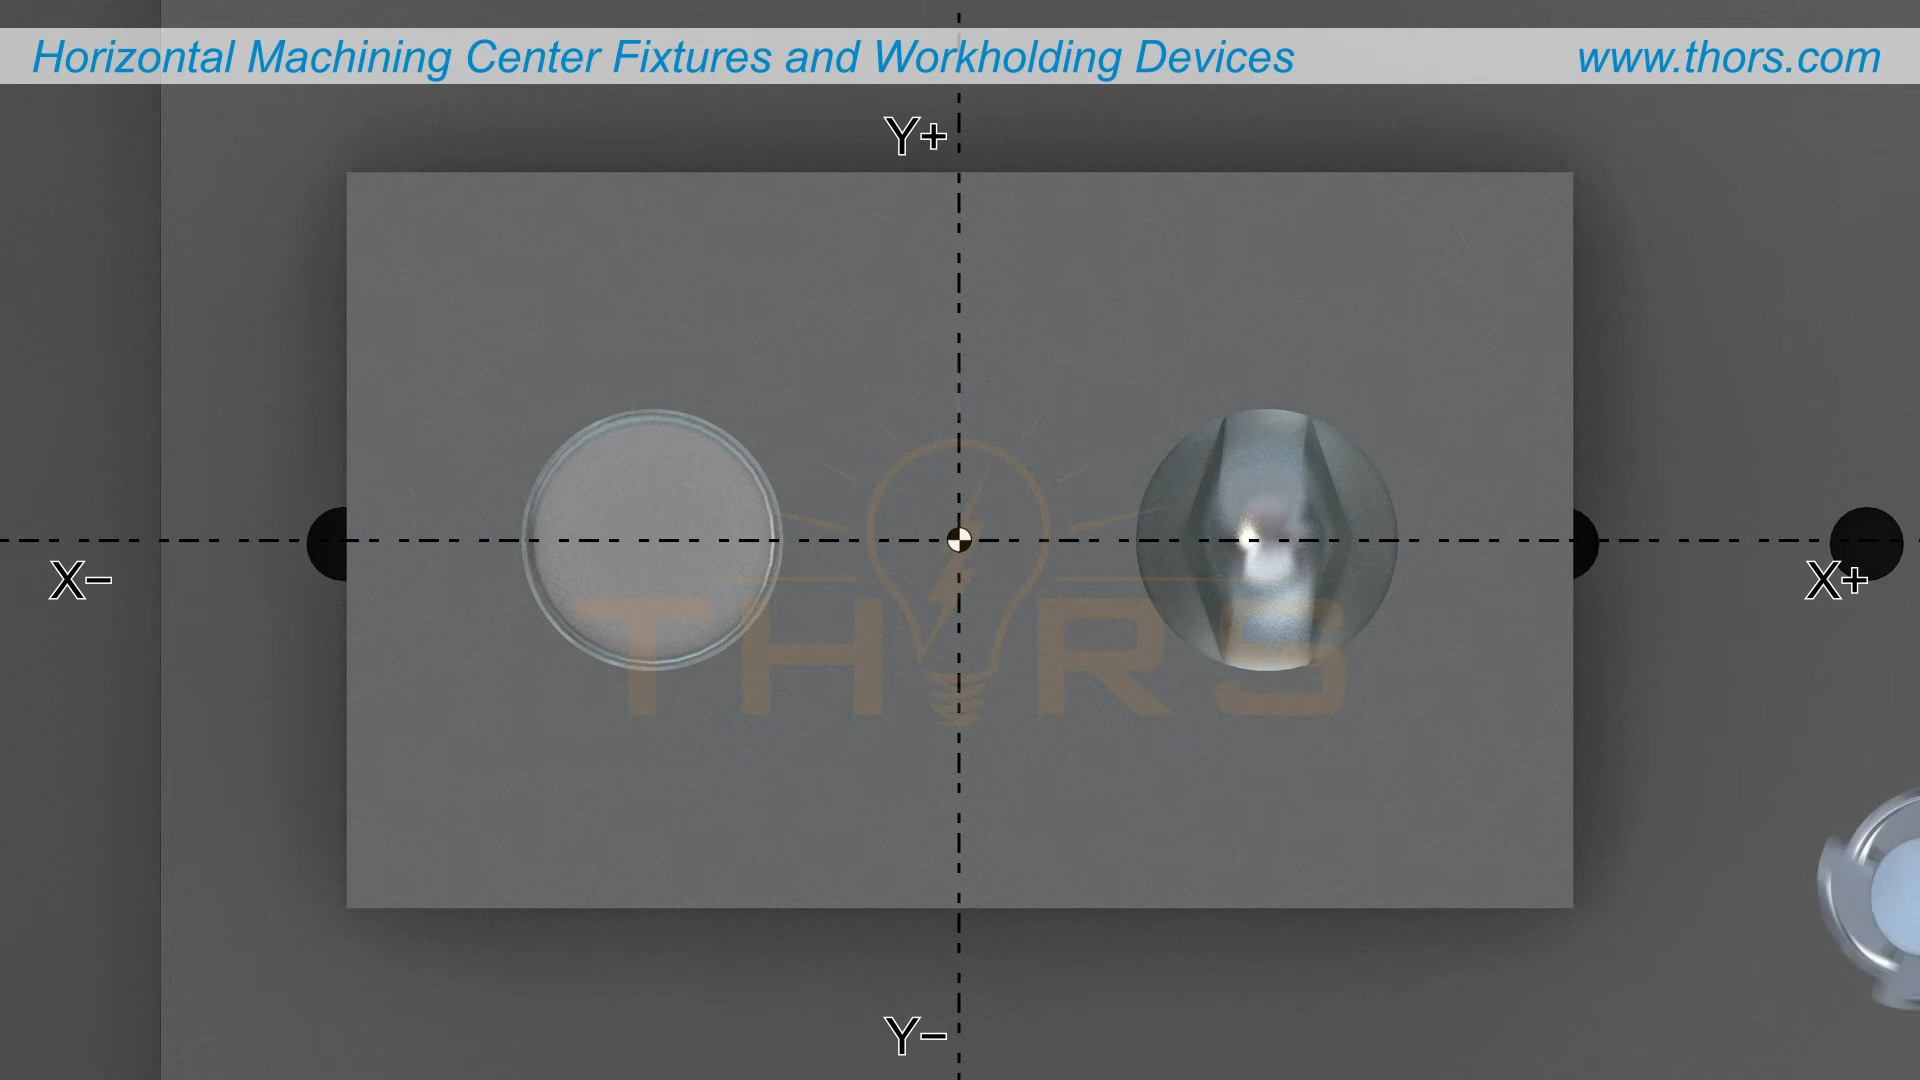 Horizontal Machining Center Fixtures and Workholding Devices www.thors.com
Y+
X− X+
THORS
Y−